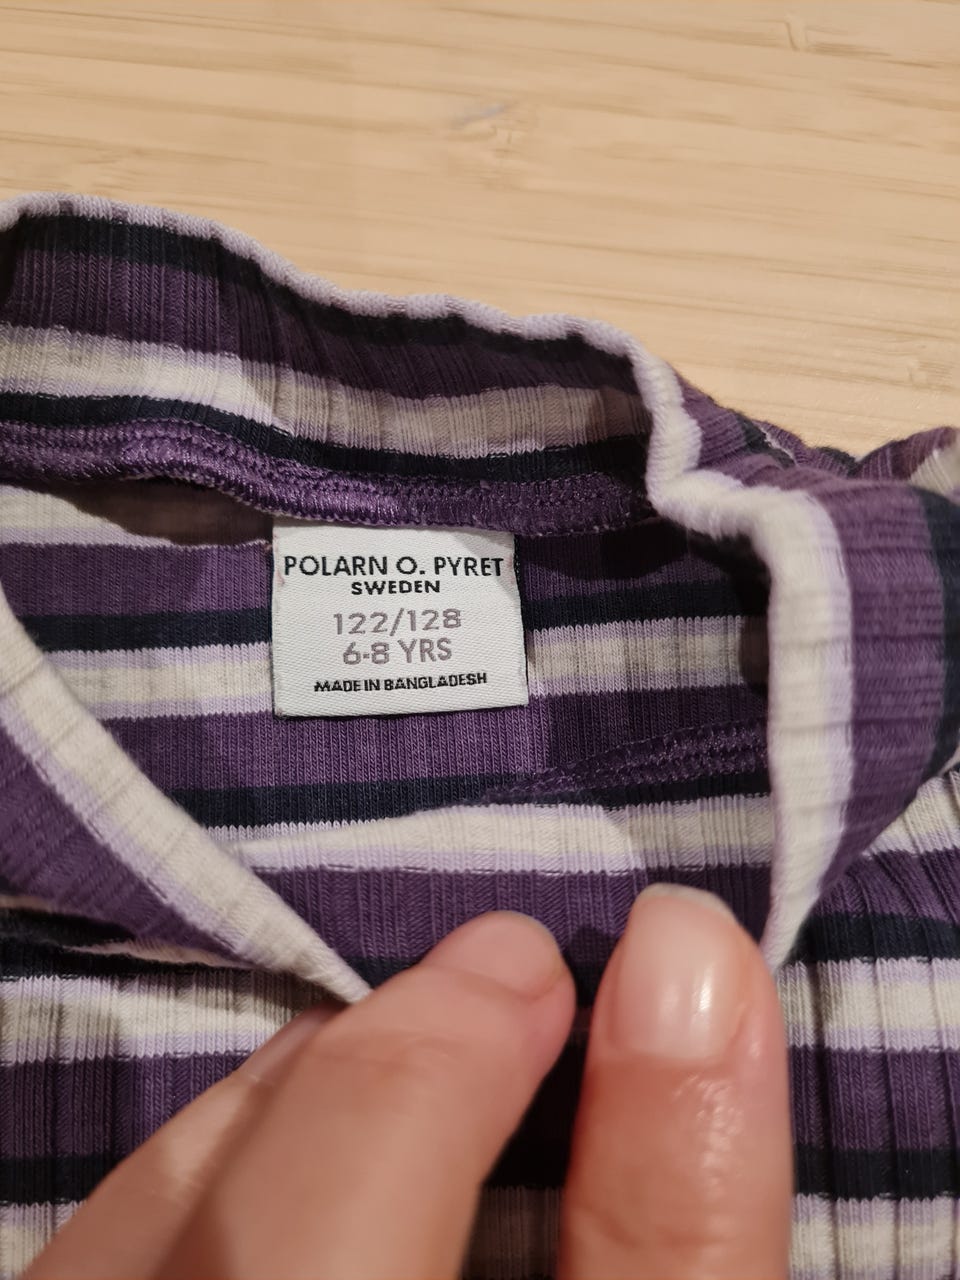 POLARN O. PYRET
SWEDEN
122/128
6-8 YRS
MADE IN BANGLADESH